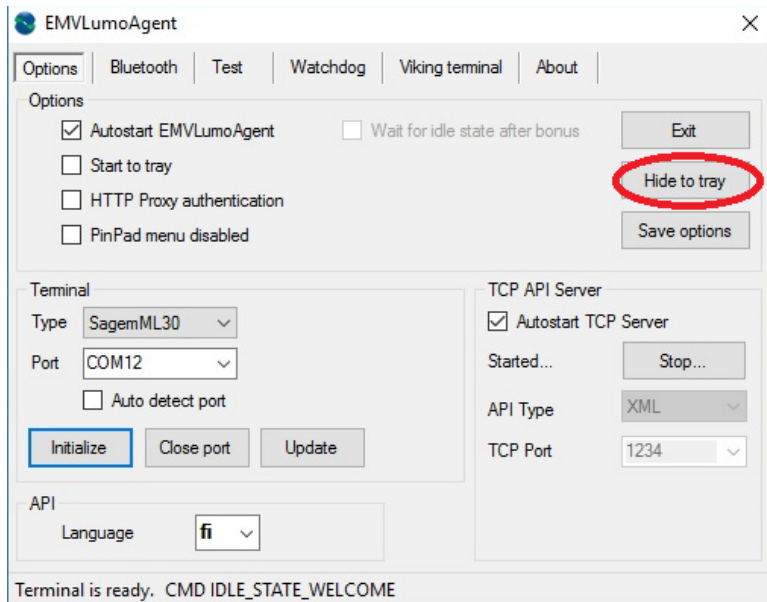 EMVLumoAgent
Options Bluetooth Test Watchdog Viking terminal About
Options
Autostart EMVLumoAgent Wait for idle state after bonus Exit
Start to tray
Hide to tray
HTTP Proxy authentication
PinPad menu disabled Save options
Terminal TCP API Server
Type SagemML30 Autostart TCP Server
Port COM12 Started... Stop...
Auto detect port API Type XML
Initialize Close port Update TCP Port 1234
API
Language fi
Terminal is ready. CMD IDLE_STATE_WELCOME